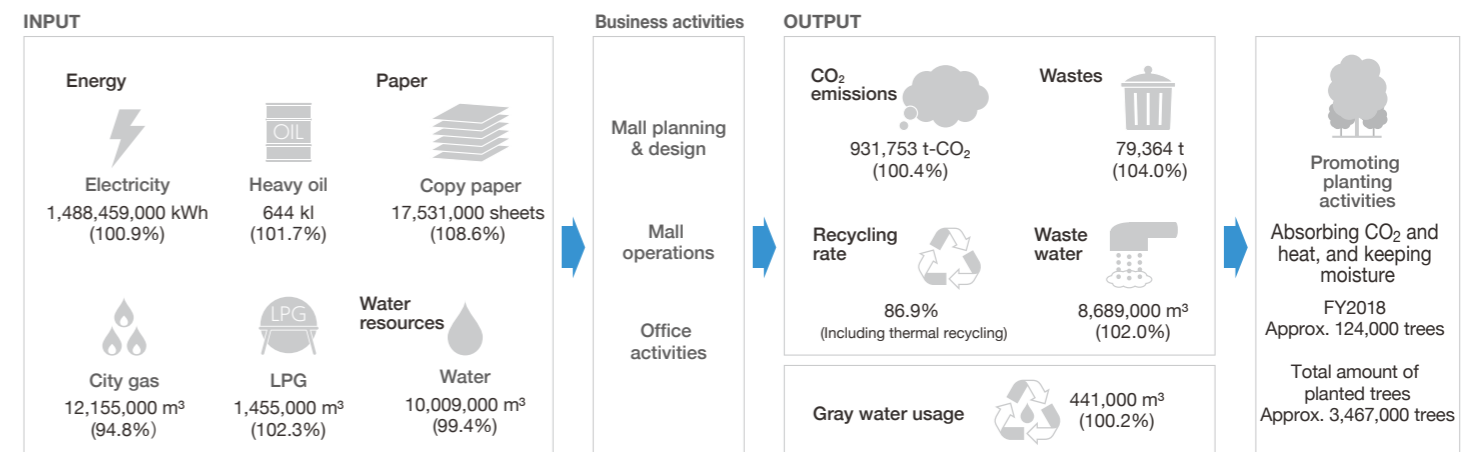 INPUT
Energy
OIL
Electricity
1,488,459,000 kWh
(100.9%)
Heavy oil
644 kl
(101.7%)
Paper
Copy paper
17,531,000 sheets
(108.6%)
City gas
12,155,000 m³
(94.8%)
LPG
LPG
1,455,000 m³
(102.3%)
Water
resources
Water
10,009,000 m³
(99.4%)
Business activities
Mall planning
& design
Mall
operations
Office
activities
OUTPUT
CO₂
emissions
931,753 t-CO₂
(100.4%)
Wastes
79,364 t
(104.0%)
Recycling
rate
86.9%
(Including thermal recycling)
Waste
water
8,689,000 m³
(102.0%)
Gray water usage
441,000 m³
(100.2%)
Promoting
planting
activities
Absorbing CO₂ and
heat, and keeping
moisture
FY2018
Approx. 124,000 trees
Total amount of
planted trees
Approx. 3,467,000 trees